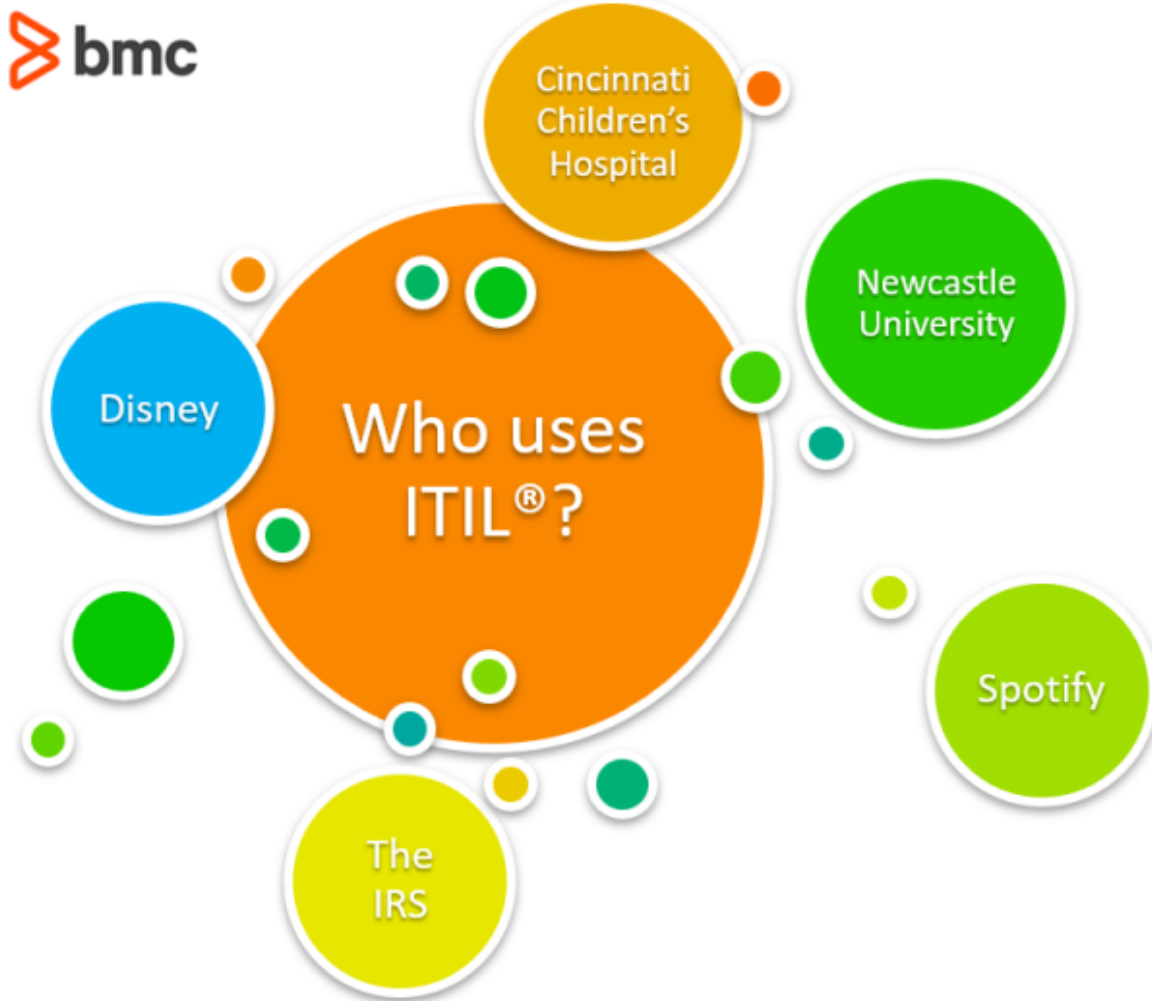 bmc
Cincinnati
Children’s
Hospital
Newcastle
University
Disney
Who uses
ITIL®?
Spotify
The
IRS